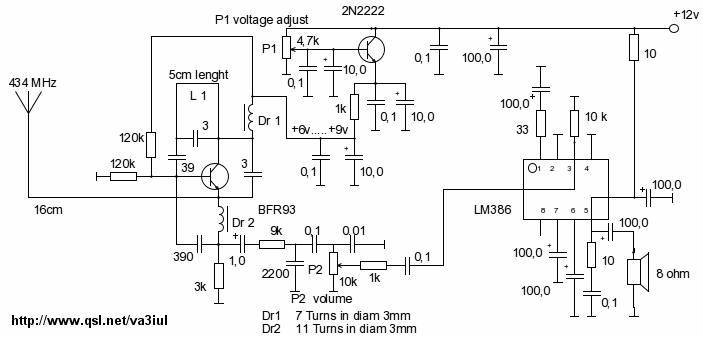 2N2222
P1 voltage adjust
+12v
P1
4,7k
0,1
10,0
0,1
100,0
10
434 MHz
5cm lenght
L 1
3
Dr 1
1k
0,1
10,0
100,0
33
10 k
120k
+6v.....+9v
120k
39
3
0,1
10,0
1 2 3 4
LM386
8 7 6 5
100,0
16cm
BFR93
Dr 2
390
1,0
9k
0,1
0,01
0,1
100,0
100,0
10
8 ohm
3k
2200
P2
10k
1k
100,0
0,1
P2 volume
Dr1 7 Turns in diam 3mm
Dr2 11 Turns in diam 3mm
http://www.qsl.net/va3iul